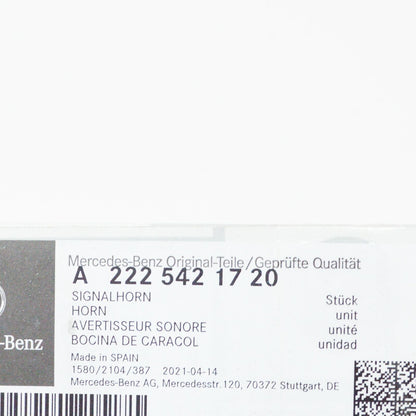 Mercedes-Benz Original-Teile/Geprüfte Qualität
A 222 542 17 20
SIGNALHORN Stück
HORN unit
AVERTISSEUR SONORE unité
BOCINA DE CARACOL unidad
-Benz
Made in SPAIN
1580/2104/387 2021-04-14
Mercedes-Benz AG, Mercedesstr.120, 70372 Stuttgart, DE